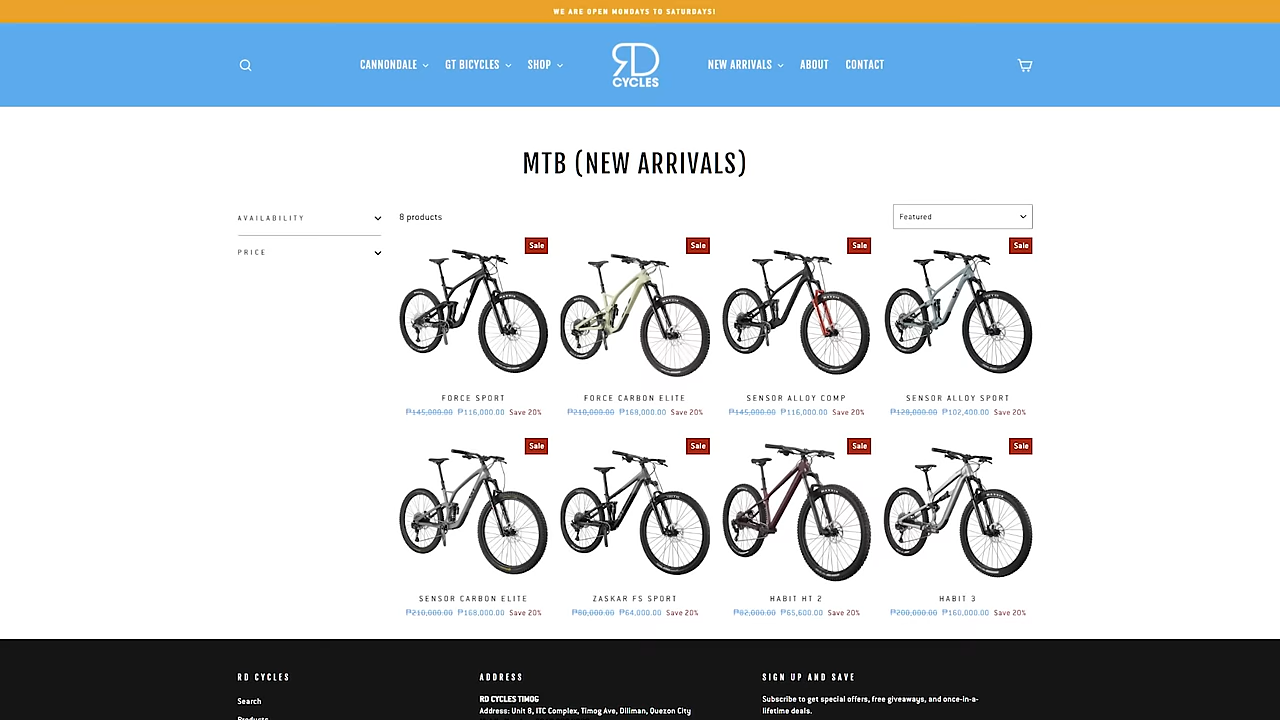 WE ARE OPEN MONDAYS TO SATURDAYS!
CANNONDALE GT BICYCLES SHOP RD CYCLES NEW ARRIVALS ABOUT CONTACT
MTB (NEW ARRIVALS)
AVAILABILITY
PRICE
8 products
Featured
Sale Sale Sale Sale
FORCE SPORT FORCE CARBON ELITE SENSOR ALLOY COMP SENSOR ALLOY SPORT
₱145,000.00 ₱116,000.00 Save 20% ₱210,000.00 ₱168,000.00 Save 20% ₱145,000.00 ₱116,000.00 Save 20% ₱128,000.00 ₱102,400.00 Save 20%
Sale Sale Sale Sale
SENSOR CARBON ELITE ZASKAR FS SPORT HABIT HT 2 HABIT 3
₱210,000.00 ₱168,000.00 Save 20% ₱80,000.00 ₱64,000.00 Save 20% ₱82,000.00 ₱65,600.00 Save 20% ₱200,000.00 ₱160,000.00 Save 20%
RD CYCLES
Search
Products
ADDRESS
RD CYCLES TIMOG
Address: Unit 8, ITC Complex, Timog Ave, Diliman, Quezon City
SIGN UP AND SAVE
Subscribe to get special offers, free giveaways, and once-in-a-
lifetime deals.